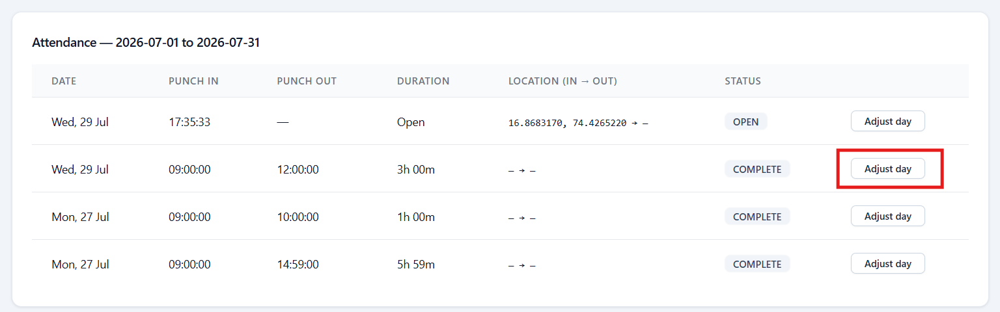 Attendance — 2026-07-01 to 2026-07-31
DATE PUNCH IN PUNCH OUT DURATION LOCATION (IN → OUT) STATUS
Wed, 29 Jul 17:35:33 — Open 16.8683170, 74.4265220 → — OPEN Adjust day
Wed, 29 Jul 09:00:00 12:00:00 3h 00m — → — COMPLETE Adjust day
Mon, 27 Jul 09:00:00 10:00:00 1h 00m — → — COMPLETE Adjust day
Mon, 27 Jul 09:00:00 14:59:00 5h 59m — → — COMPLETE Adjust day